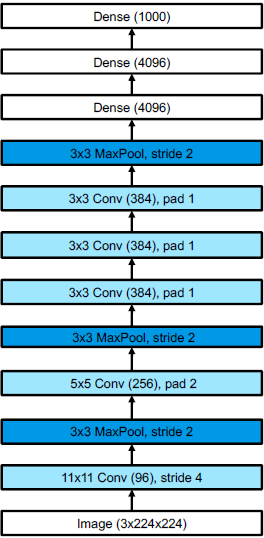 Dense (1000)
Dense (4096)
Dense (4096)
3x3 MaxPool, stride 2
3x3 Conv (384), pad 1
3x3 Conv (384), pad 1
3x3 Conv (384), pad 1
3x3 MaxPool, stride 2
5x5 Conv (256), pad 2
3x3 MaxPool, stride 2
11x11 Conv (96), stride 4
Image (3x224x224)